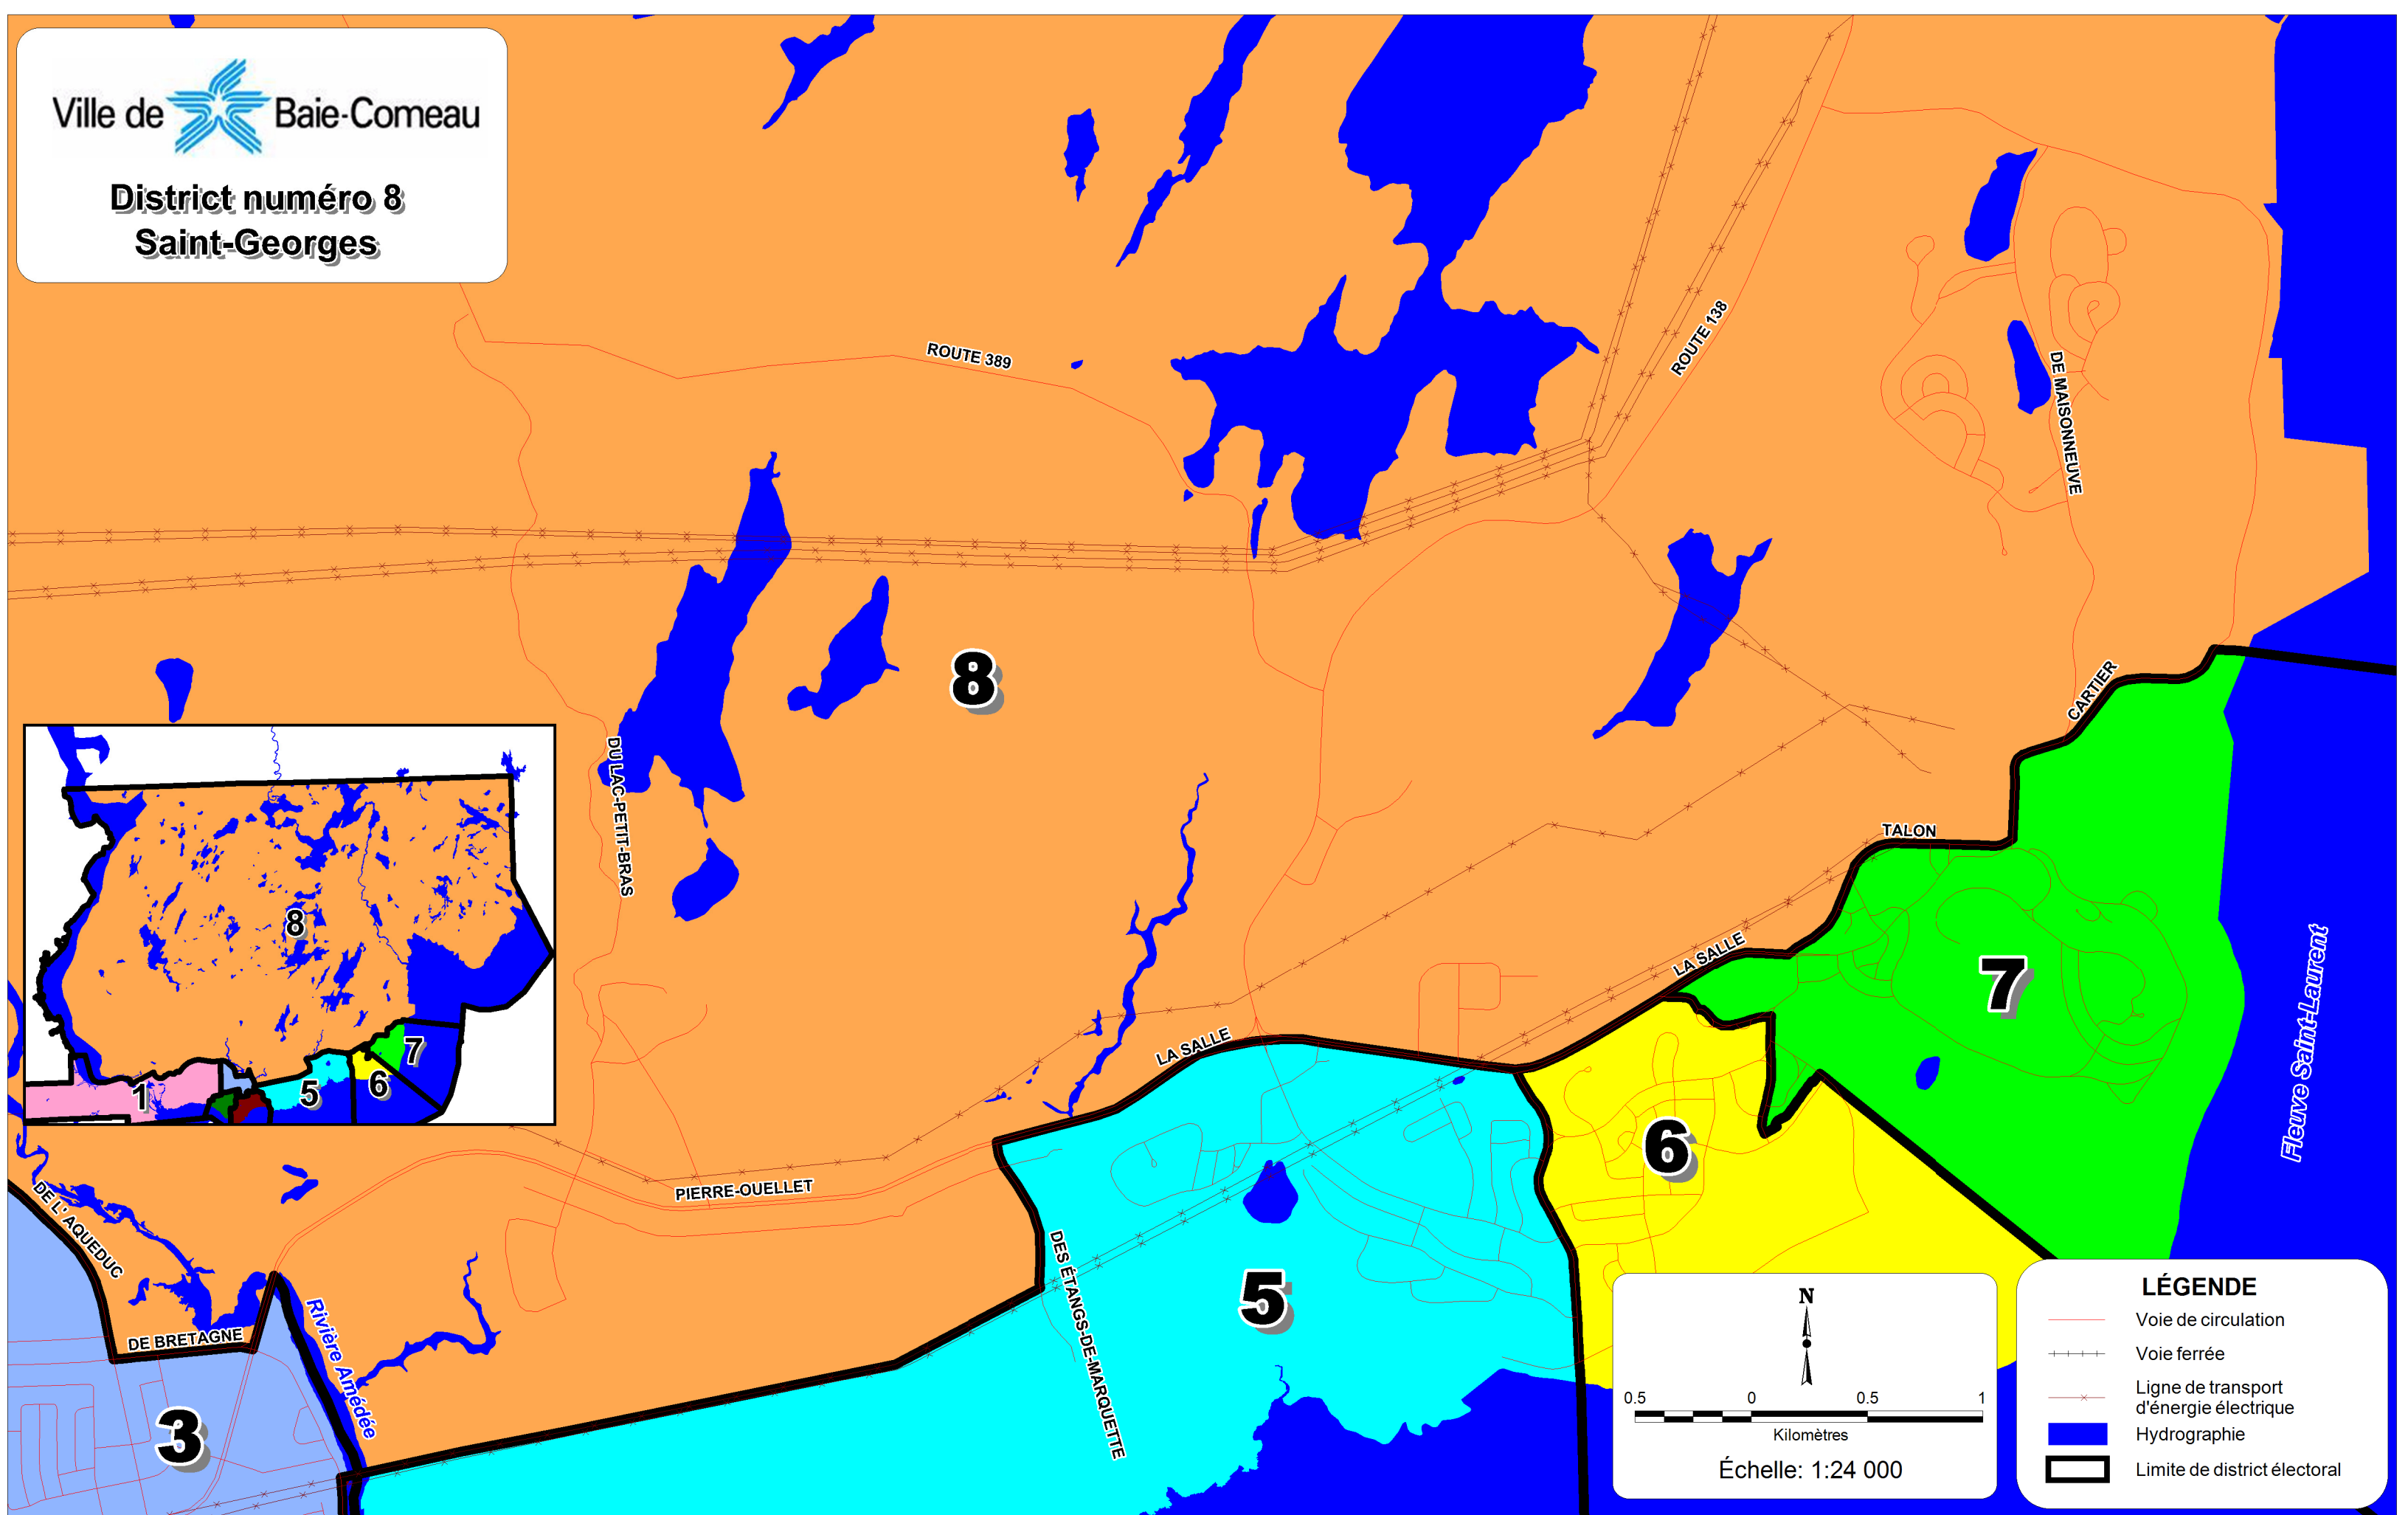 Ville de Baie-Comeau
District numéro 8
Saint-Georges
ROUTE 389
ROUTE 138
DE MAISONNEUVE
8
CARTIER
DU LAC-PETIT-BRAS
TALON
LA SALLE
7
Fleuve Saint-Laurent
8
7
6
5
1
LA SALLE
6
PIERRE-OUELLET
DE L' AQUEDUC
DES ÉTANGS-DE-MARQUETTE
5
DE BRETAGNE
Rivière Amédée
3
N
0.5 0 0.5 1
Kilomètres
Échelle: 1:24 000
LÉGENDE
Voie de circulation
Voie ferrée
Ligne de transport
d'énergie électrique
Hydrographie
Limite de district électoral